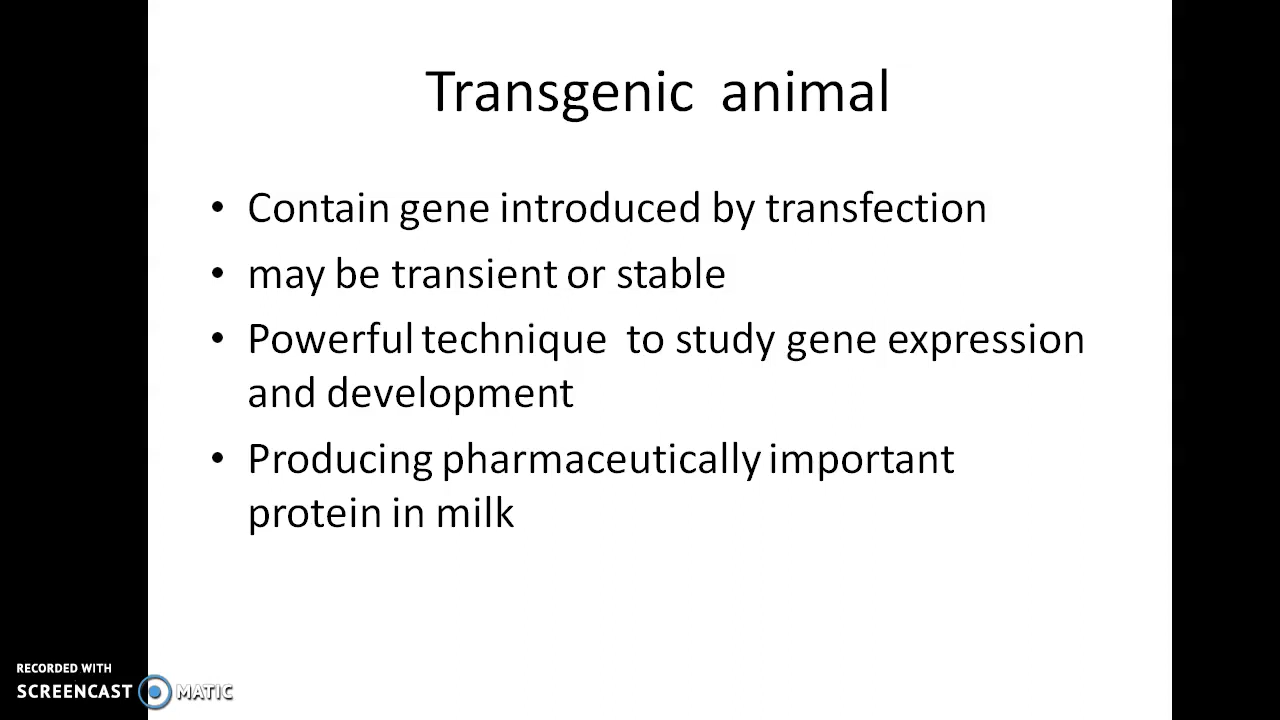 Transgenic animal
• Contain gene introduced by transfection
• may be transient or stable
• Powerful technique to study gene expression
and development
• Producing pharmaceutically important
protein in milk
RECORDED WITH
SCREENCAST MATIC